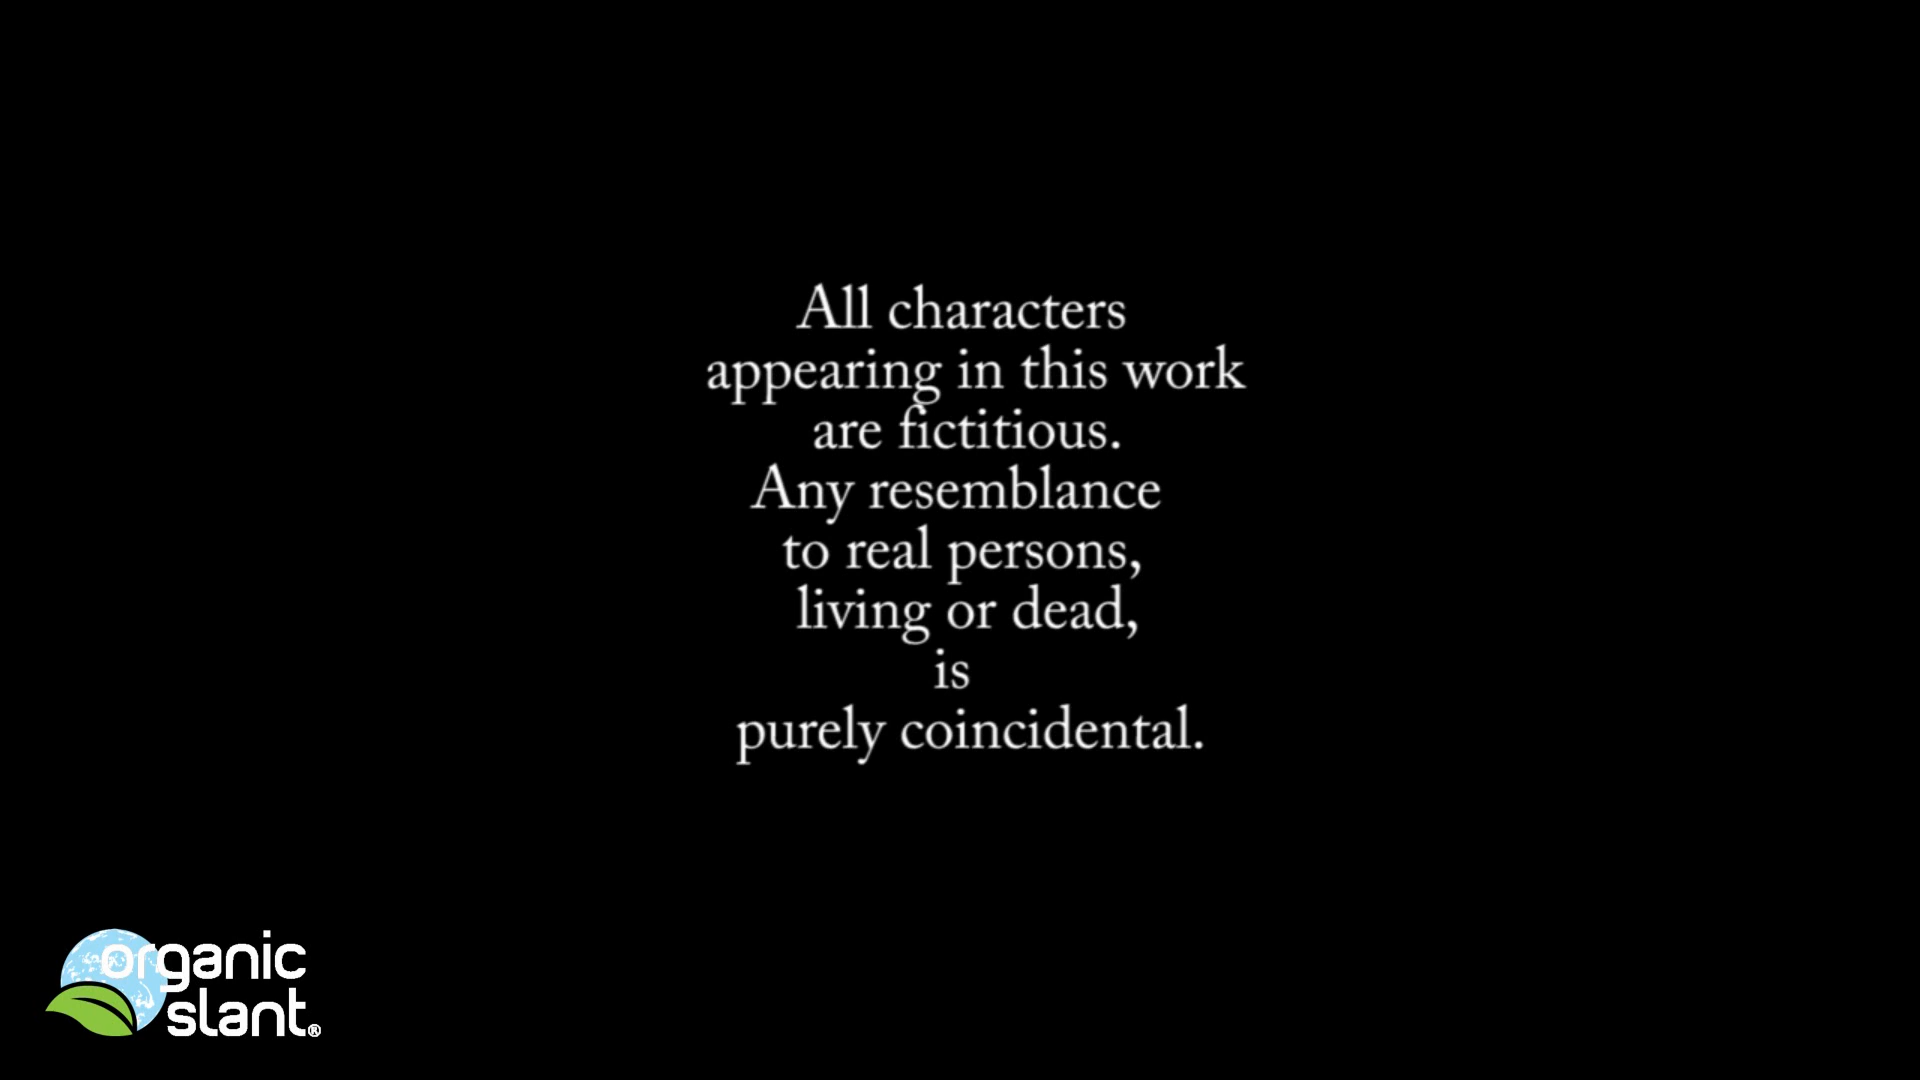 All characters
appearing in this work
are fictitious.
Any resemblance
to real persons,
living or dead,
is
purely coincidental.
organic
slant®